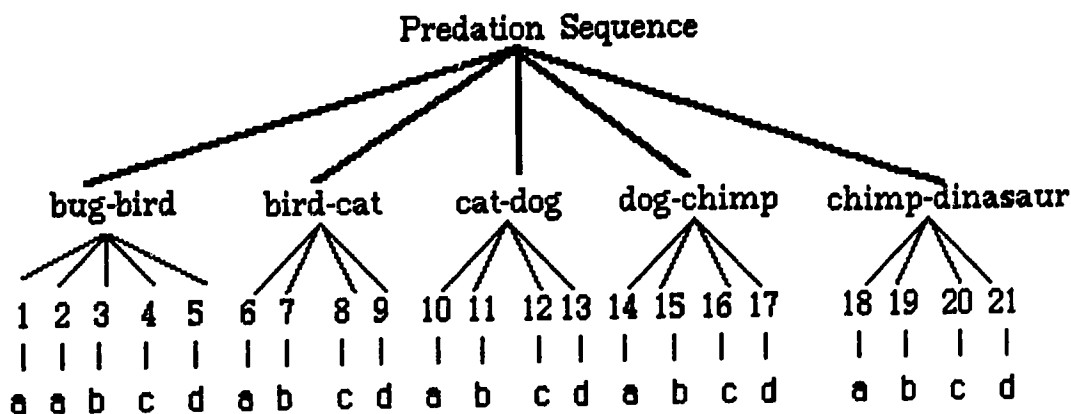 Predation Sequence
bug-bird bird-cat cat-dog dog-chimp chimp-dinasaur
1 2 3 4 5 6 7 8 9 10 11 12 13 14 15 16 17 18 19 20 21
a a b c d a b c d a b c d a b c d a b c d